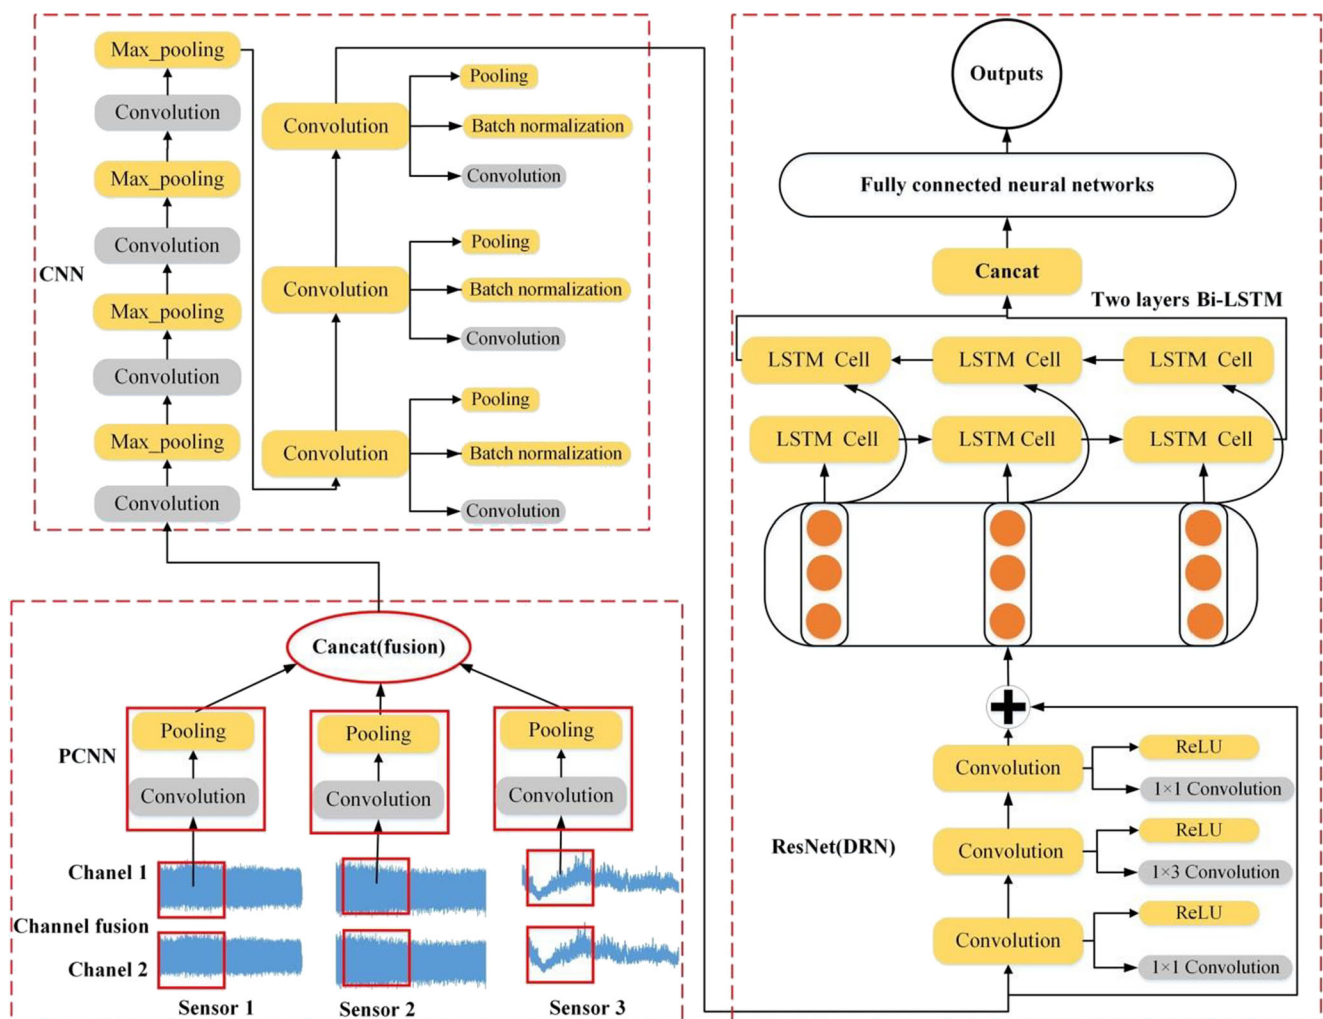 Max_pooling
Convolution
Max_pooling
Convolution
CNN
Max_pooling
Convolution
Max_pooling
Convolution
Convolution
Pooling
Batch normalization
Convolution
Convolution
Pooling
Batch normalization
Convolution
Convolution
Pooling
Batch normalization
Convolution
Cancat(fusion)
PCNN
Pooling
Convolution
Pooling
Convolution
Pooling
Convolution
Chanel 1
Channel fusion
Chanel 2
Sensor 1
Sensor 2
Sensor 3
Outputs
Fully connected neural networks
Cancat
Two layers Bi-LSTM
LSTM Cell
LSTM Cell
LSTM Cell
LSTM Cell
LSTM Cell
LSTM Cell
Convolution
ReLU
1×1 Convolution
ResNet(DRN)
Convolution
ReLU
1×3 Convolution
Convolution
ReLU
1×1 Convolution